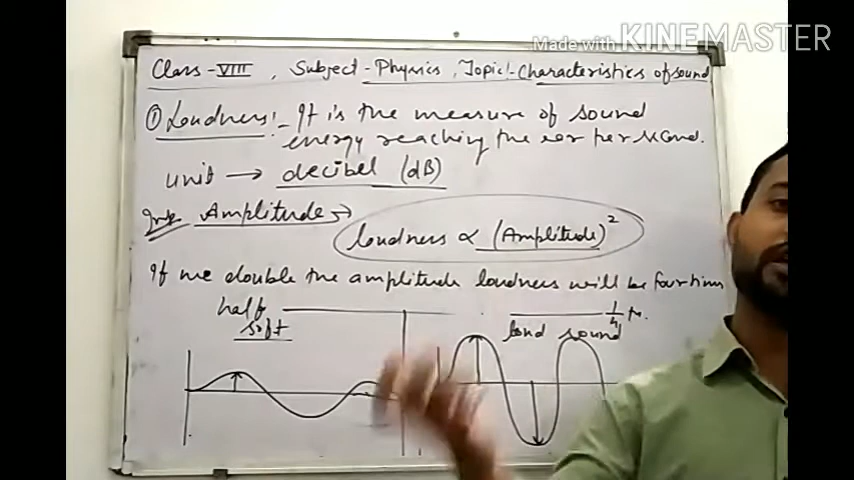 Made with KINEMASTER
Class-VIII, Subject-Physics, Topic!-Characteristics of sound
① Loudness:- It is the measure of sound
energy reaching the ear per second.
unit → decibel (dB)
Imp Amplitude →
loudness ∝ (Amplitude)²
If we double the amplitude loudness will be four times
half 1/4
soft loud sound